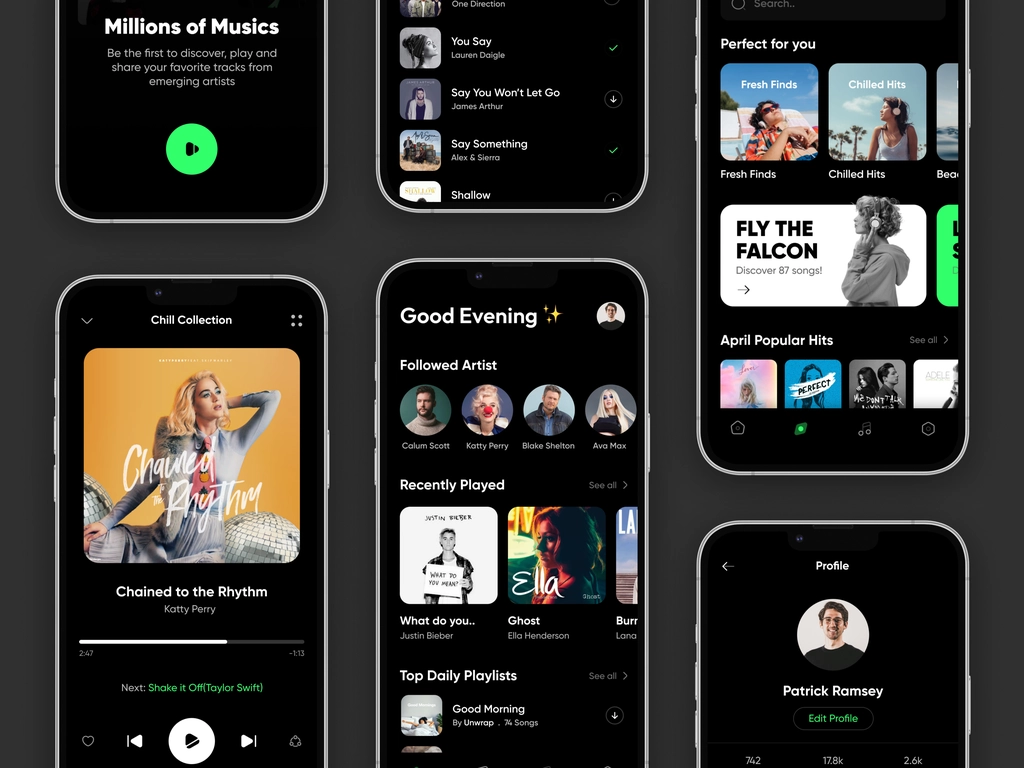 Millions of Musics
Be the first to discover, play and
share your favorite tracks from
emerging artists
One Direction
You Say
Lauren Daigle
Say You Won't Let Go
James Arthur
Say Something
Alex & Sierra
Shallow
Search..
Perfect for you
Fresh Finds
Chilled Hits
Fresh Finds
Chilled Hits
FLY THE
FALCON
Discover 87 songs!
April Popular Hits
See all
PERFECT
WE DON'T TALK
ADELE
Chill Collection
Chained
to the
Rhythm
Chained to the Rhythm
Katty Perry
2:47
-1:13
Next: Shake it Off(Taylor Swift)
Good Evening
Followed Artist
Calum Scott
Katty Perry
Blake Shelton
Ava Max
Recently Played
See all
JUSTIN BIEBER
WHAT DO
YOU MEAN?
Ella
Ghost
What do you..
Justin Bieber
Ghost
Ella Henderson
Lana
Top Daily Playlists
See all
Good Morning
By Unwrap . 74 Songs
Profile
Patrick Ramsey
Edit Profile
742
17.8k
2.6k